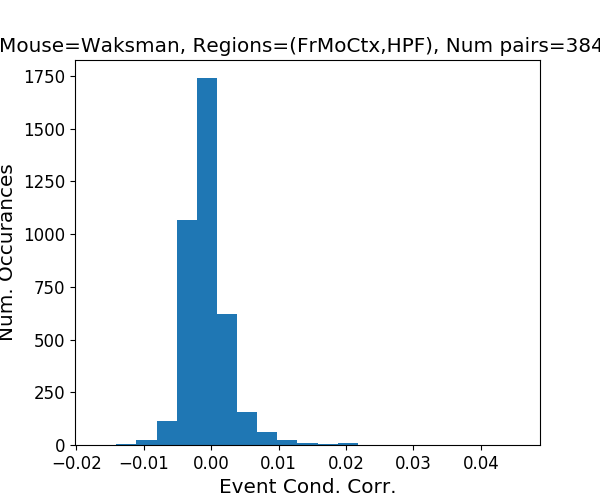 Mouse=Waksman, Regions=(FrMoCtx,HPF), Num pairs=384
1750
1500
1250
1000
750
500
250
0
Num. Occurances
−0.02 −0.01 0.00 0.01 0.02 0.03 0.04
Event Cond. Corr.